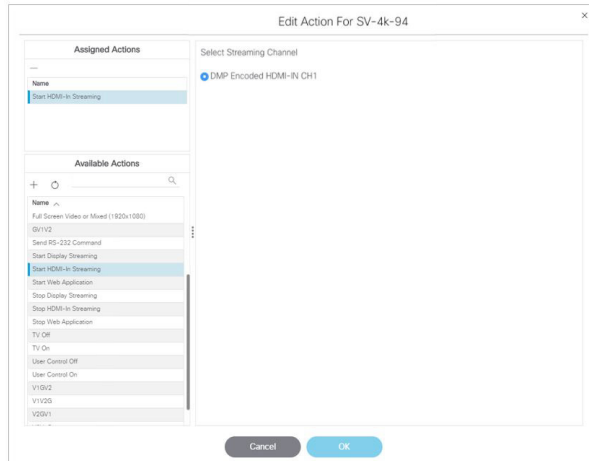 Edit Action For SV-4k-94
×
Assigned Actions
—
Name
Start HDMI-In Streaming
Available Actions
+
Name
Full Screen Video or Mixed (1920x1080)
GV1V2
Send RS-232 Command
Start Display Streaming
Start HDMI-In Streaming
Start Web Application
Stop Display Streaming
Stop HDMI-In Streaming
Stop Web Application
TV Off
TV On
User Control Off
User Control On
V1GV2
V1V2G
V2GV1
Select Streaming Channel
DMP Encoded HDMI-IN CH1
Cancel
OK